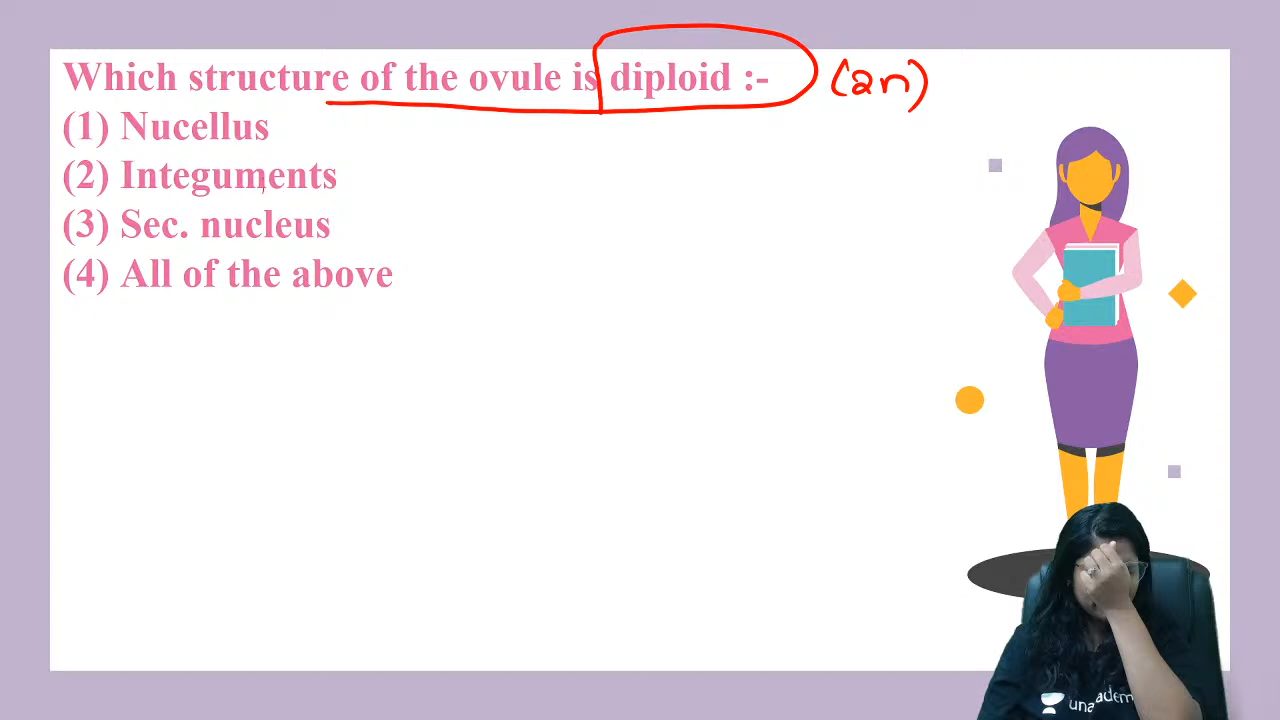 Which structure of the ovule is diploid :- (2n)
(1) Nucellus
(2) Integuments
(3) Sec. nucleus
(4) All of the above